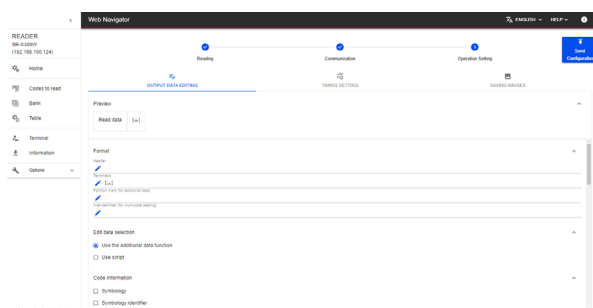 Web Navigator
ENGLISH
HELP
READER
SR-X300W
(192.168.100.124)
Reading
Communication
Operation Setting
Send
Configuration
Home
Codes to read
Bank
Table
Terminal
Information
Options
OUTPUT DATA EDITING
TIMING SETTING
SAVING IMAGES
Preview
Read data
[CR]
Format
Header
Terminator
[CR]
Partition mark (for additional data)
:
Inter-delimiter (for multi-code reading)
,
Edit data selection
Use the additional data function
Use script
Code information
Symbology
Symbology identifier